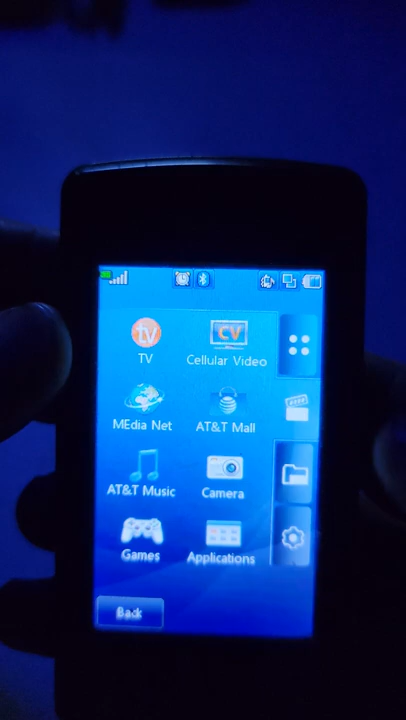 tv CV
TV Cellular Video
MEdia Net AT&T Mall
AT&T Music Camera
Games Applications
Back